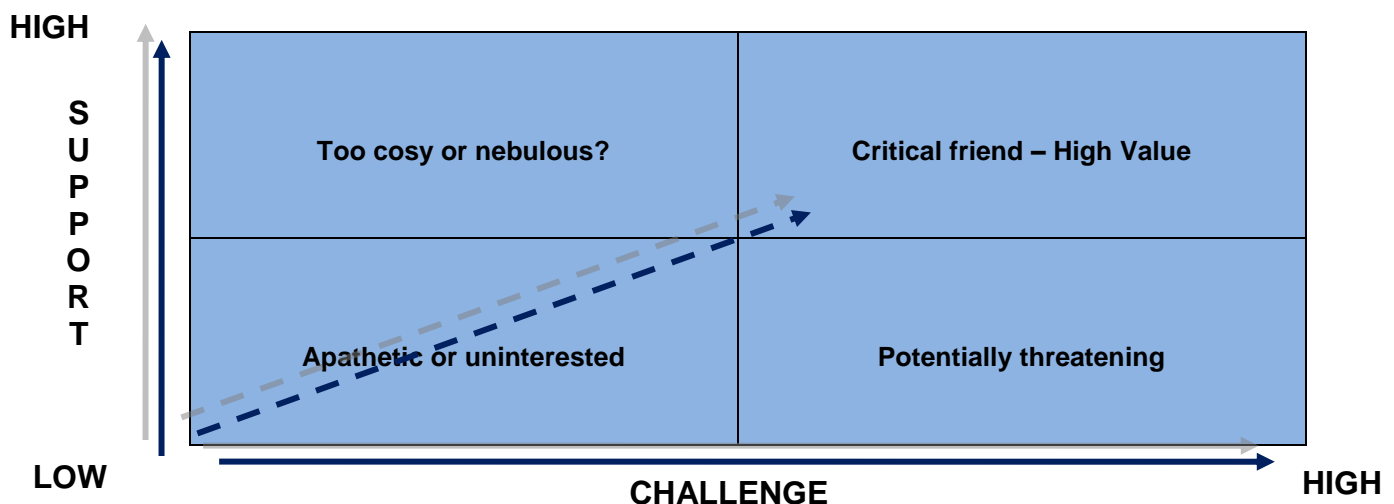 HIGH
S
U
P
P
O
R
T
Too cosy or nebulous?
Critical friend – High Value
Apathetic or uninterested
Potentially threatening
LOW
CHALLENGE
HIGH